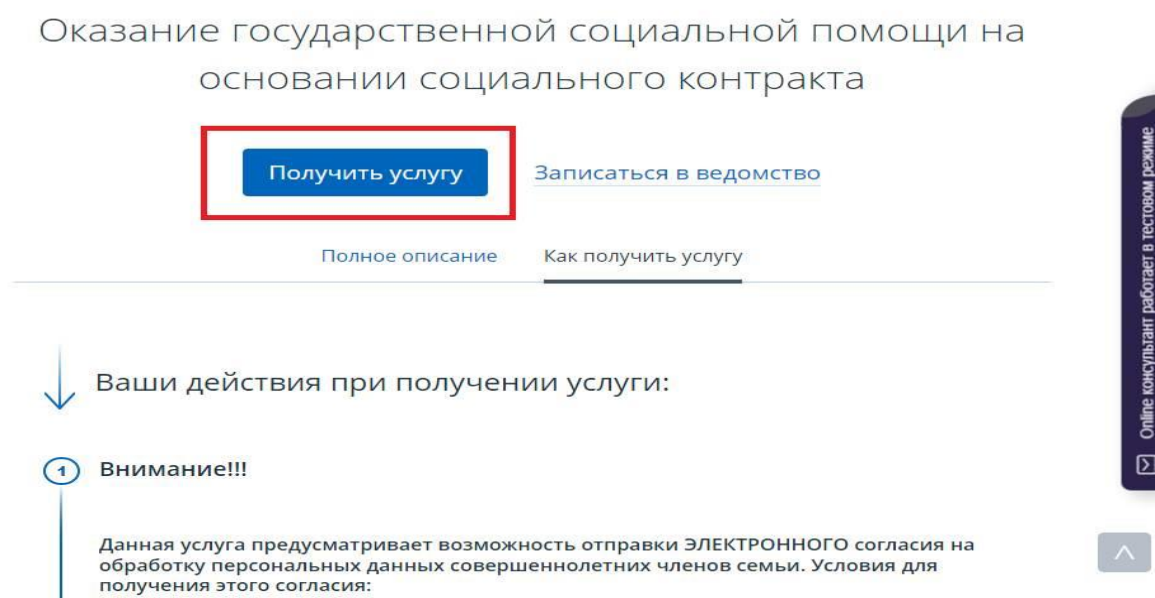 Оказание государственной социальной помощи на
основании социального контракта
Получить услугу
Записаться в ведомство
Полное описание
Как получить услугу
Ваши действия при получении услуги:
1 Внимание!!!
Данная услуга предусматривает возможность отправки ЭЛЕКТРОННОГО согласия на
обработку персональных данных совершеннолетних членов семьи. Условия для
получения этого согласия:
Online консультант работает в тестовом режиме